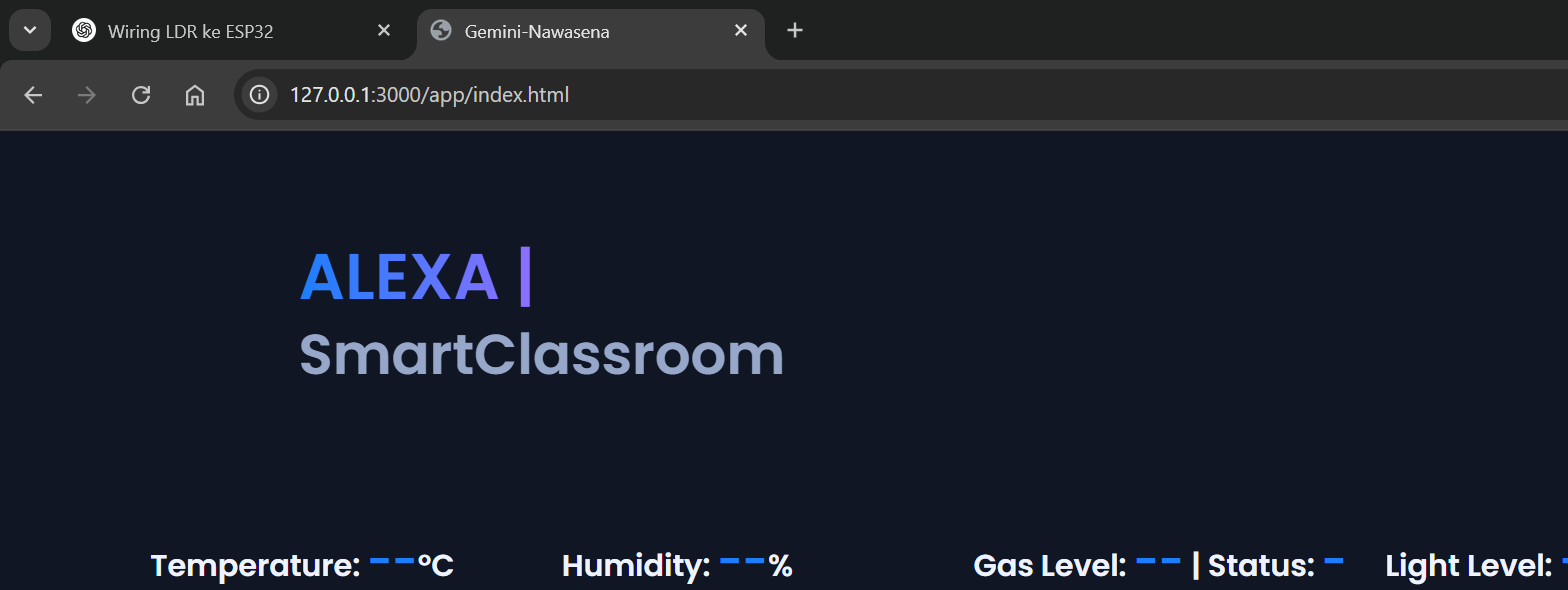 Wiring LDR ke ESP32
Gemini-Nawasena
127.0.0.1:3000/app/index.html
ALEXA |
SmartClassroom
Temperature: --°C
Humidity: --%
Gas Level: -- | Status: -
Light Level: -